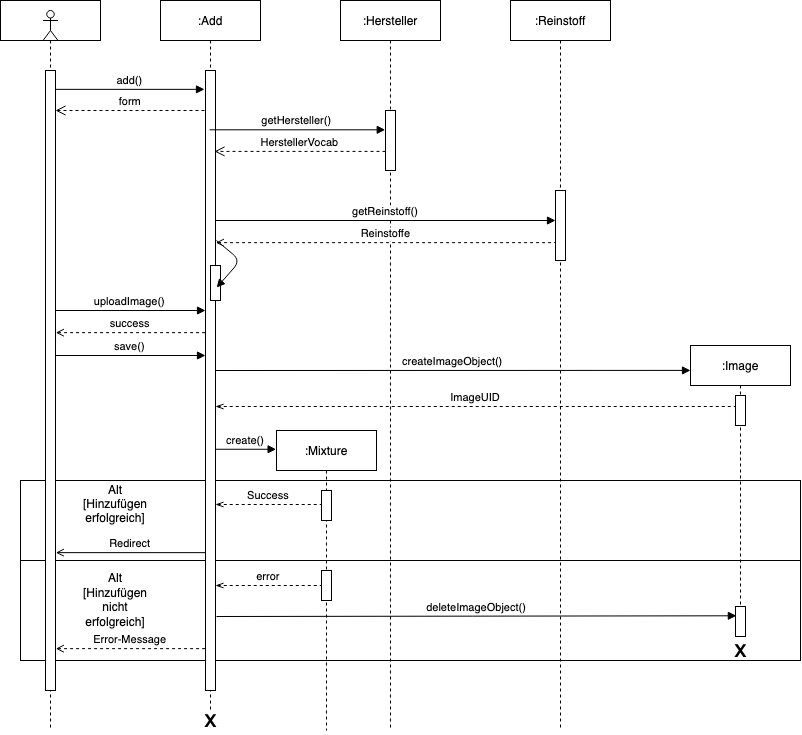 :Add
:Hersteller
:Reinstoff
add()
form
getHersteller()
HerstellerVocab
getReinstoff()
Reinstoffe
uploadImage()
success
save()
createImageObject()
:Image
ImageUID
create()
:Mixture
Alt
[Hinzufügen
erfolgreich]
Success
Redirect
Alt
[Hinzufügen
nicht
erfolgreich]
error
deleteImageObject()
Error-Message
X
X